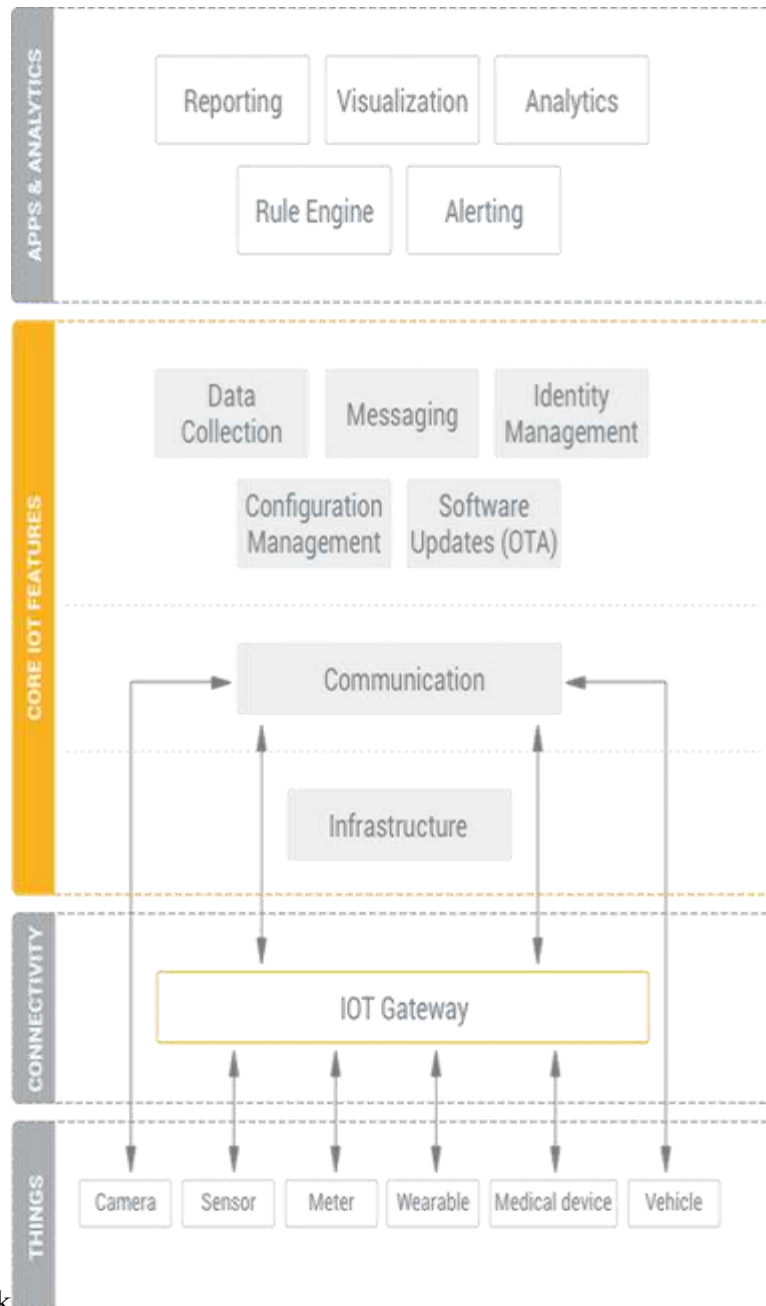 APPS & ANALYTICS
Reporting
Visualization
Analytics
Rule Engine
Alerting
CORE IOT FEATURES
Data
Collection
Messaging
Identity
Management
Configuration
Management
Software
Updates (OTA)
Communication
Infrastructure
CONNECTIVITY
IOT Gateway
THINGS
Camera
Sensor
Meter
Wearable
Medical device
Vehicle
k